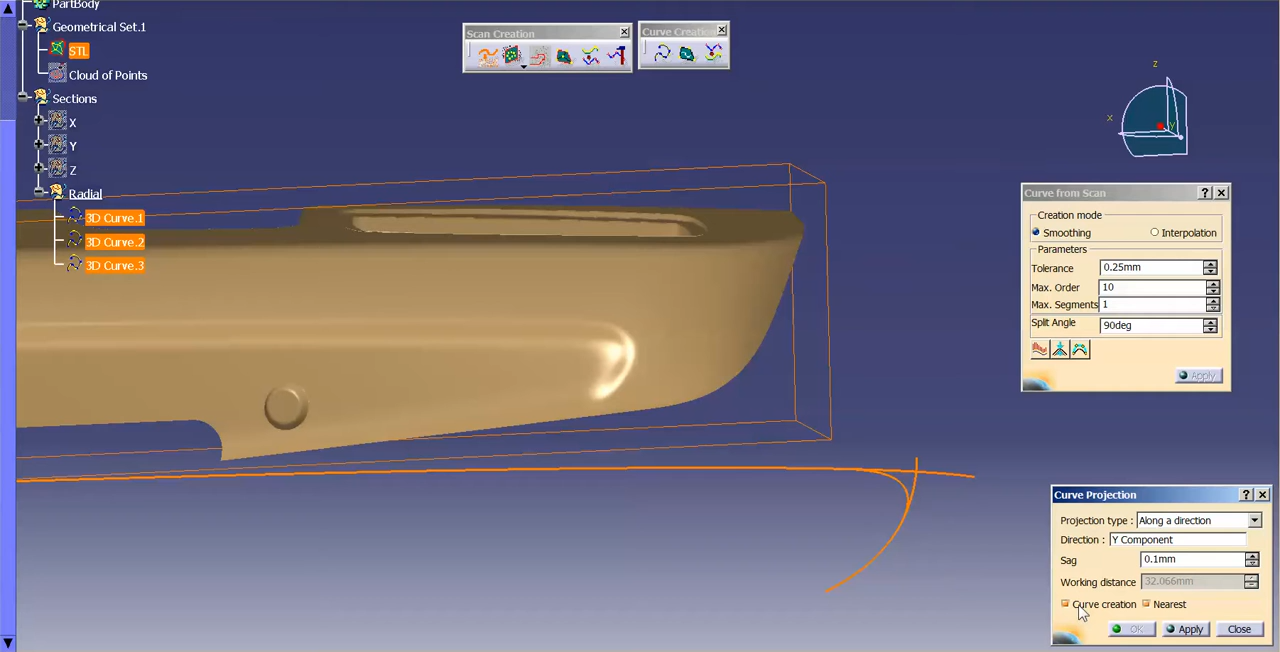 PartBody
Geometrical Set.1
STL
Cloud of Points
Sections
X
Y
Z
Radial
3D Curve.1
3D Curve.2
3D Curve.3
Scan Creation
Curve Creation
z
x
y
Curve from Scan
Creation mode
Smoothing Interpolation
Parameters
Tolerance 0.25mm
Max. Order 10
Max. Segments 1
Split Angle 90deg
Apply
Curve Projection
Projection type : Along a direction
Direction : Y Component
Sag 0.1mm
Working distance 32.066mm
Curve creation Nearest
OK Apply Close